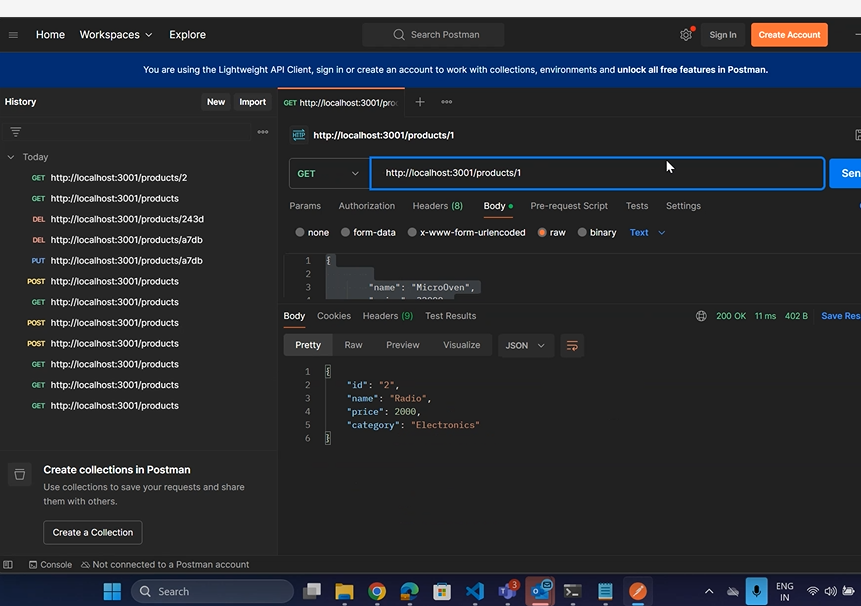 Home Workspaces Explore Search Postman Sign In Create Account
You are using the Lightweight API Client, sign in or create an account to work with collections, environments and unlock all free features in Postman.
History New Import
GET http://localhost:3001/pro
Today
GET http://localhost:3001/products/2
GET http://localhost:3001/products
DEL http://localhost:3001/products/243d
DEL http://localhost:3001/products/a7db
PUT http://localhost:3001/products/a7db
POST http://localhost:3001/products
GET http://localhost:3001/products
POST http://localhost:3001/products
POST http://localhost:3001/products
GET http://localhost:3001/products
GET http://localhost:3001/products
GET http://localhost:3001/products
Create collections in Postman
Use collections to save your requests and share
them with others.
Create a Collection
HTTP http://localhost:3001/products/1
GET http://localhost:3001/products/1 Sen
Params Authorization Headers (8) Body Pre-request Script Tests Settings
none form-data x-www-form-urlencoded raw binary Text
1 {
2
3 "name": "MicroOven",
Body Cookies Headers (9) Test Results 200 OK 11 ms 402 B Save Res
Pretty Raw Preview Visualize JSON
1 {
2 "id": "2",
3 "name": "Radio",
4 "price": 2000,
5 "category": "Electronics"
6 }
Console Not connected to a Postman account
Search 3 ENG
IN